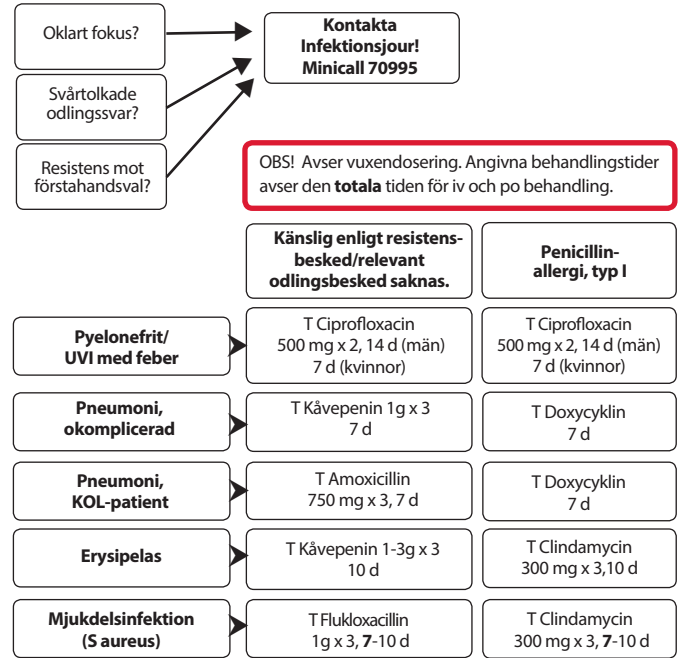 Oklart fokus?
Kontakta
Infektionsjour!
Minicall 70995
Svårtolkade
odlingssvar?
Resistens mot
förstahandsval?
OBS! Avser vuxendosering. Angivna behandlingstider
avser den totala tiden för iv och po behandling.
Känslig enligt resistens-
besked/relevant
odlingsbesked saknas.
Penicillin-
allergi, typ I
Pyelonefrit/
UVI med feber
T Ciprofloxacin
500 mg x 2, 14 d (män)
7 d (kvinnor)
T Ciprofloxacin
500 mg x 2, 14 d (män)
7 d (kvinnor)
Pneumoni,
okomplicerad
T Kåvepenin 1g x 3
7 d
T Doxycyklin
7 d
Pneumoni,
KOL-patient
T Amoxicillin
750 mg x 3, 7 d
T Doxycyklin
7 d
Erysipelas
T Kåvepenin 1-3g x 3
10 d
T Clindamycin
300 mg x 3,10 d
Mjukdelsinfektion
(S aureus)
T Flukloxacillin
1g x 3, 7-10 d
T Clindamycin
300 mg x 3, 7-10 d